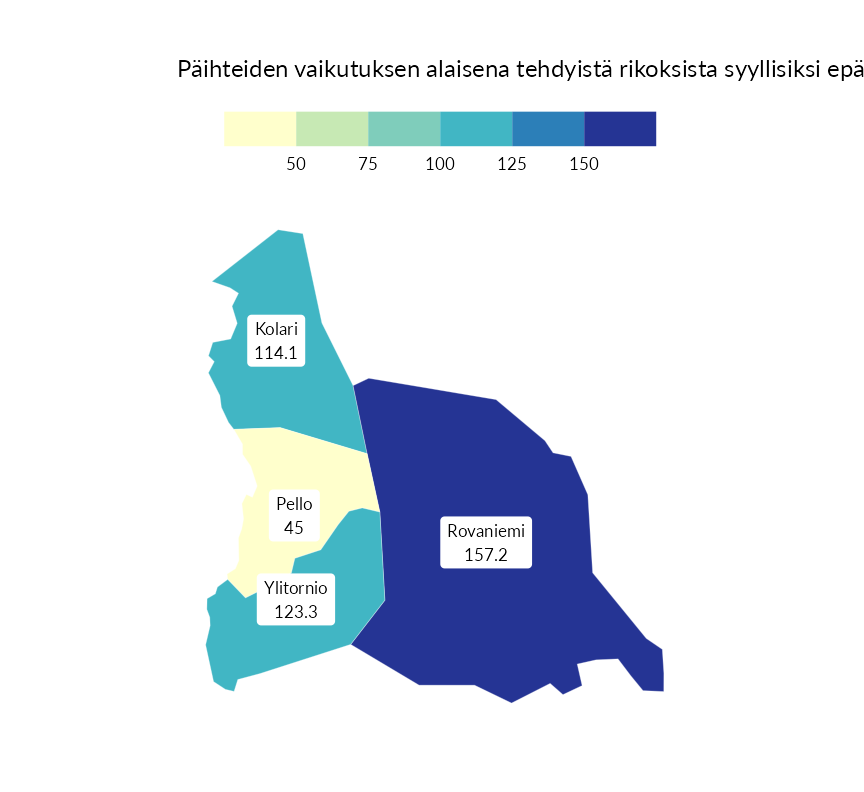 Päihteiden vaikutuksen alaisena tehdyistä rikoksista syyllisiksi epä
50 75 100 125 150
Kolari
114.1
Pello
45
Rovaniemi
157.2
Ylitornio
123.3